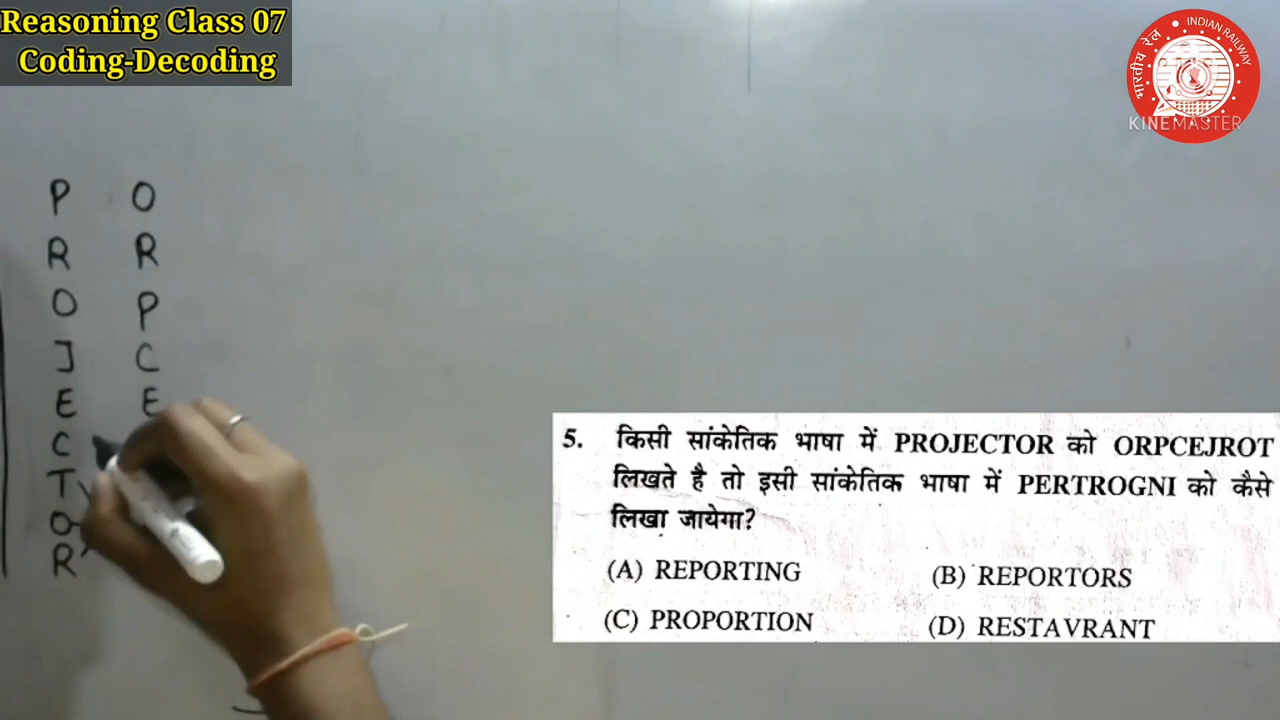 Reasoning Class 07
Coding-Decoding
भारतीय रेल INDIAN RAILWAY
KINEMASTER
P O
R R
O P
J C
E E
C
T
O
R
5. किसी सांकेतिक भाषा में PROJECTOR को ORPCEJROT
लिखते है तो इसी सांकेतिक भाषा में PERTROGNI को कैसे
लिखा जायेगा?
(A) REPORTING (B) REPORTORS
(C) PROPORTION (D) RESTAVRANT